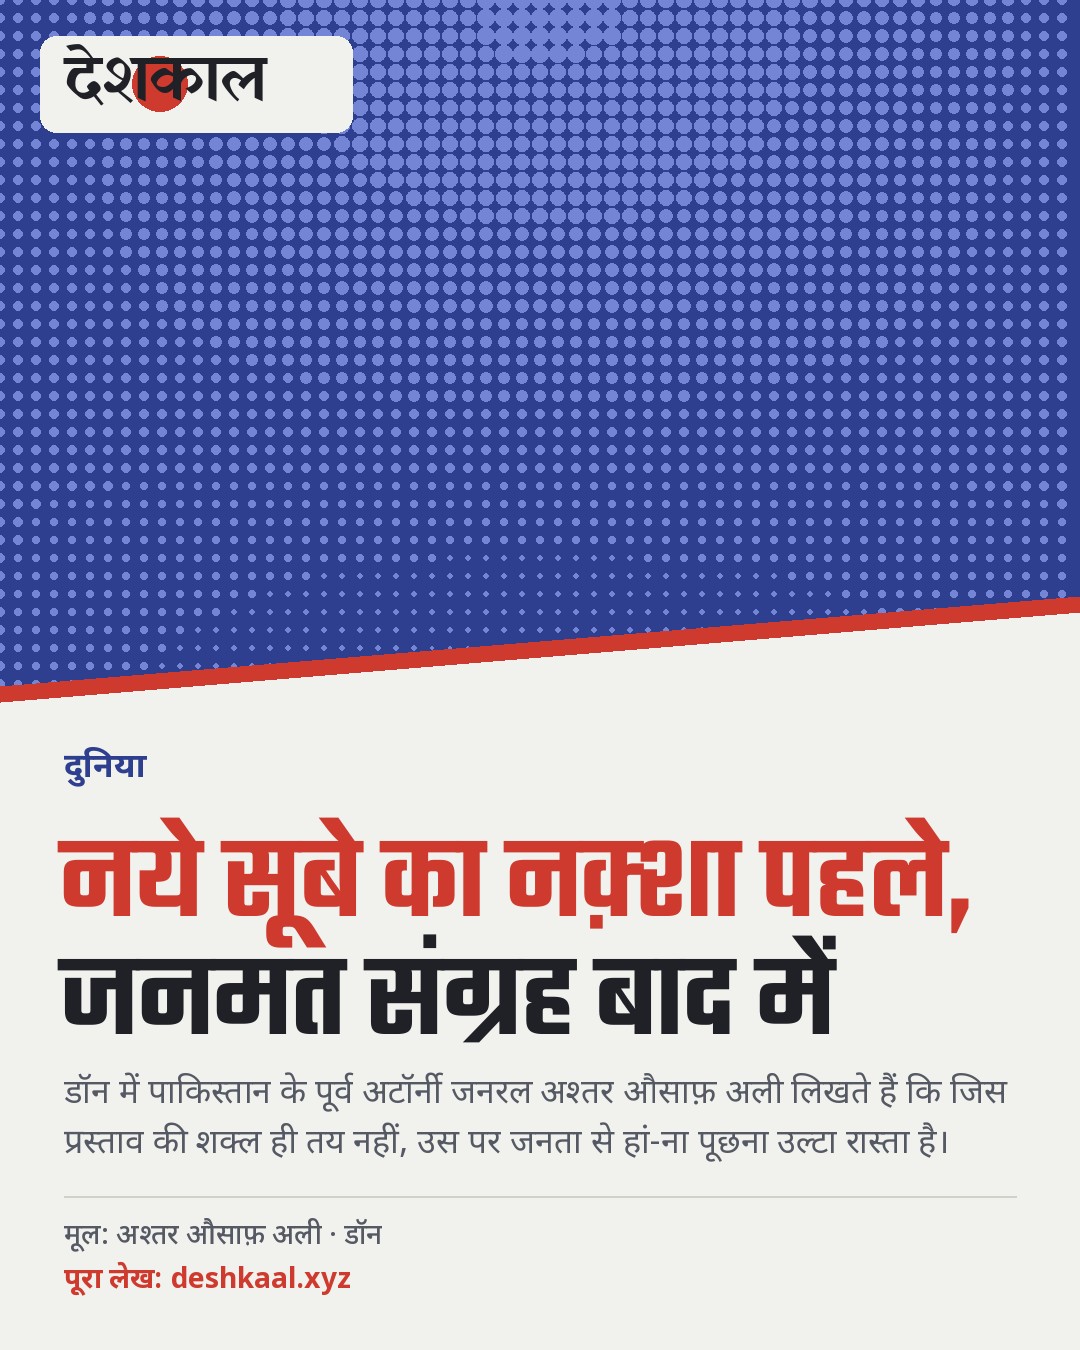 देशकाल
दुनिया
नये सूबे का नक़्शा पहले,
जनमत संग्रह बाद में
डॉन में पाकिस्तान के पूर्व अटॉर्नी जनरल अश्तर औसाफ़ अली लिखते हैं कि जिस
प्रस्ताव की शक्ल ही तय नहीं, उस पर जनता से हां-ना पूछना उल्टा रास्ता है।
मूल: अश्तर औसाफ़ अली · डॉन
पूरा लेख: deshkaal.xyz